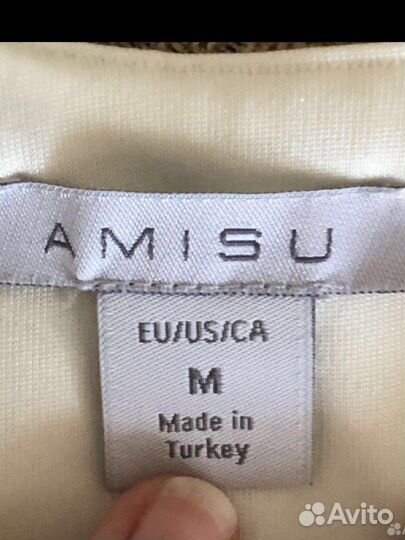 AMISU
EU/US/CA
M
Made in
Turkey
Avito